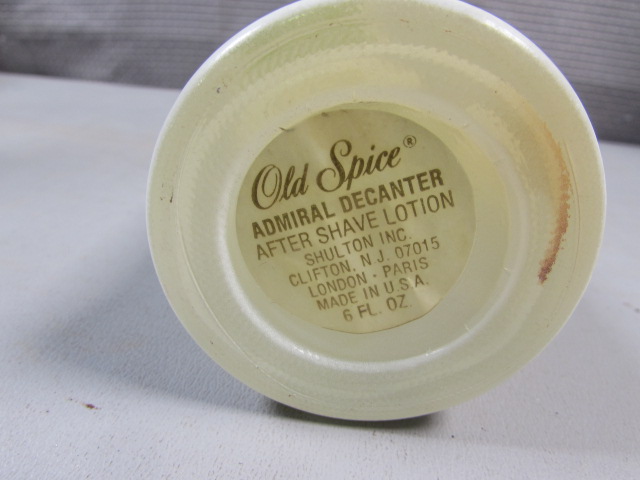 Old Spice®
ADMIRAL DECANTER
AFTER SHAVE LOTION
SHULTON INC.
CLIFTON, N.J. 07015
LONDON · PARIS
MADE IN U.S.A.
6 FL. OZ.